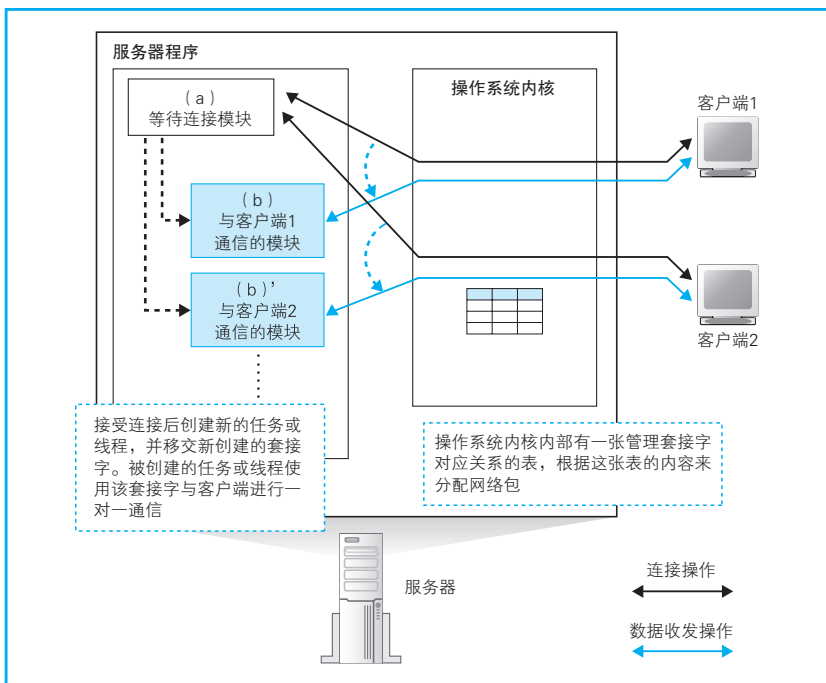 服务器程序
(a)
等待连接模块
(b)
与客户端1
通信的模块
(b)’
与客户端2
通信的模块
接受连接后创建新的任务或
线程，并移交新创建的套接
字。被创建的任务或线程使
用该套接字与客户端进行一
对一通信
操作系统内核
操作系统内核内部有一张管理套接字
对应关系的表，根据这张表的内容来
分配网络包
客户端1
客户端2
服务器
连接操作
数据收发操作